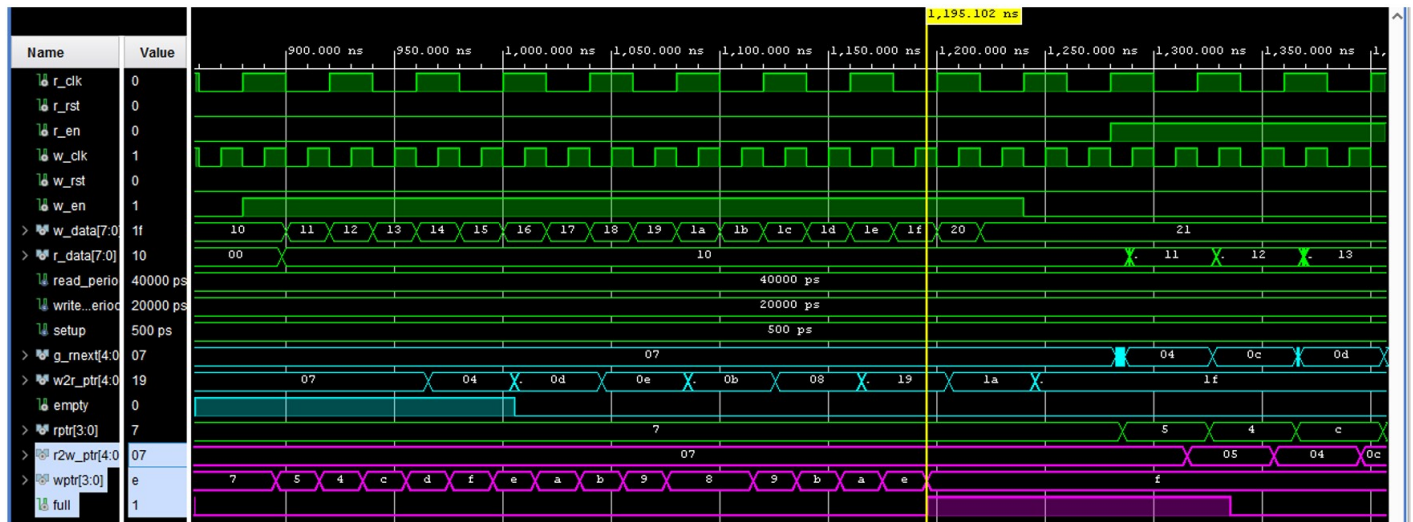 1,195.102 ns
Name Value 900.000 ns 950.000 ns 1,000.000 ns 1,050.000 ns 1,100.000 ns 1,150.000 ns 1,200.000 ns 1,250.000 ns 1,300.000 ns 1,350.000 ns 1,
r_clk 0
r_rst 0
r_en 0
w_clk 1
w_rst 0
w_en 1
w_data[7:0] 1f 10 11 12 13 14 15 16 17 18 19 1a 1b 1c 1d 1e 1f 20 21
r_data[7:0] 10 00 10 . 11 . 12 . 13
read_perio 40000 ps 40000 ps
write...eriod 20000 ps 20000 ps
setup 500 ps 500 ps
g_rnext[4:0 07 07 04 0c 0d
w2r_ptr[4:0 19 07 04 . 0d 0e . 0b 08 . 19 1a . 1f
empty 0
rptr[3:0] 7 7 5 4 c
r2w_ptr[4:0 07 07 05 04 0c
wptr[3:0] e 7 5 4 c d f e a b 9 8 9 b a e f
full 1